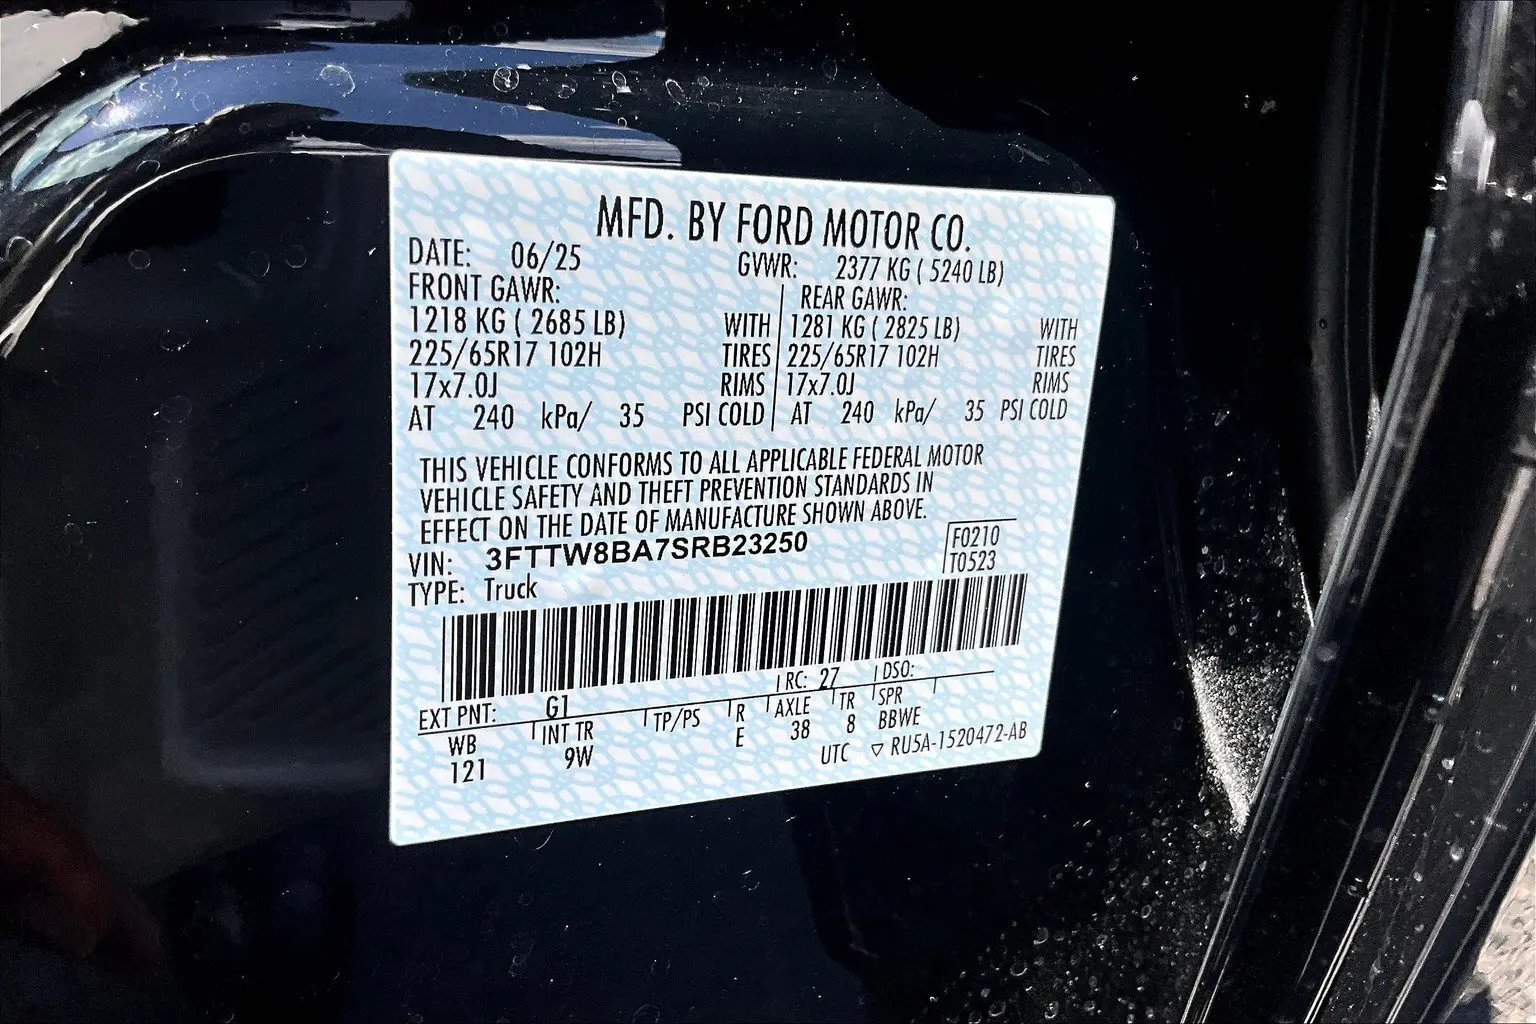 MFD. BY FORD MOTOR CO.
DATE: 06/25 GVWR: 2377 KG ( 5240 LB)
FRONT GAWR: REAR GAWR:
1218 KG ( 2685 LB) WITH 1281 KG ( 2825 LB) WITH
225/65R17 102H TIRES 225/65R17 102H TIRES
17x7.0J RIMS 17x7.0J RIMS
AT 240 kPa/ 35 PSI COLD AT 240 kPa/ 35 PSI COLD
THIS VEHICLE CONFORMS TO ALL APPLICABLE FEDERAL MOTOR
VEHICLE SAFETY AND THEFT PREVENTION STANDARDS IN
EFFECT ON THE DATE OF MANUFACTURE SHOWN ABOVE.
VIN: 3FTTW8BA7SRB23250 F0210
TYPE: Truck T0523
EXT PNT: G1 RC: 27 DSO:
WB INT TR TP/PS R AXLE TR SPR
121 9W E 38 8 BBWE
UTC ▽ RU5A-1520472-AB